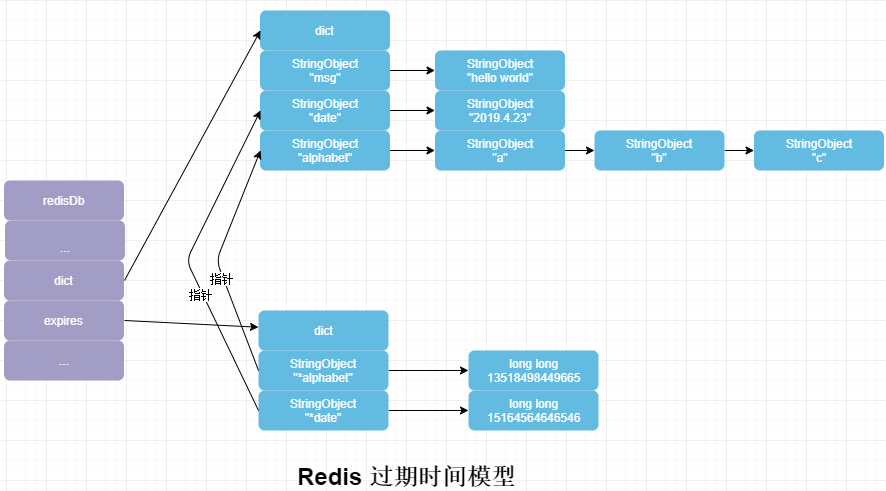 dict
StringObject
"msg"
StringObject
"hello world"
StringObject
"date"
StringObject
"2019.4.23"
StringObject
"alphabet"
StringObject
"a"
StringObject
"b"
StringObject
"c"
redisDb
...
dict
expires
...
指针
指针
dict
StringObject
"*alphabet"
long long
13518498449665
StringObject
"*date"
long long
15164564646546
Redis 过期时间模型